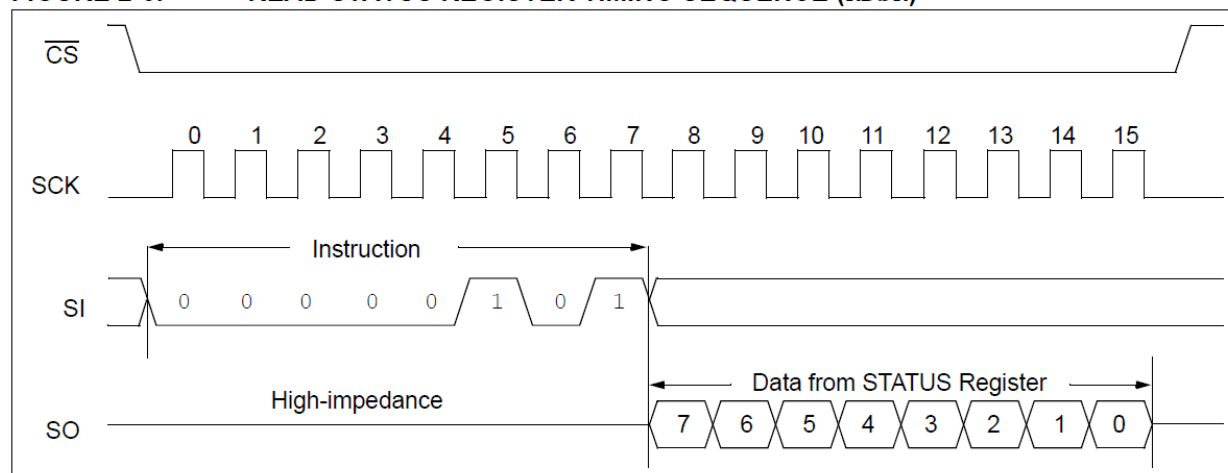 CS
0 1 2 3 4 5 6 7 8 9 10 11 12 13 14 15
SCK
Instruction
SI 0 0 0 0 0 1 0 1
Data from STATUS Register
High-impedance
SO 7 6 5 4 3 2 1 0